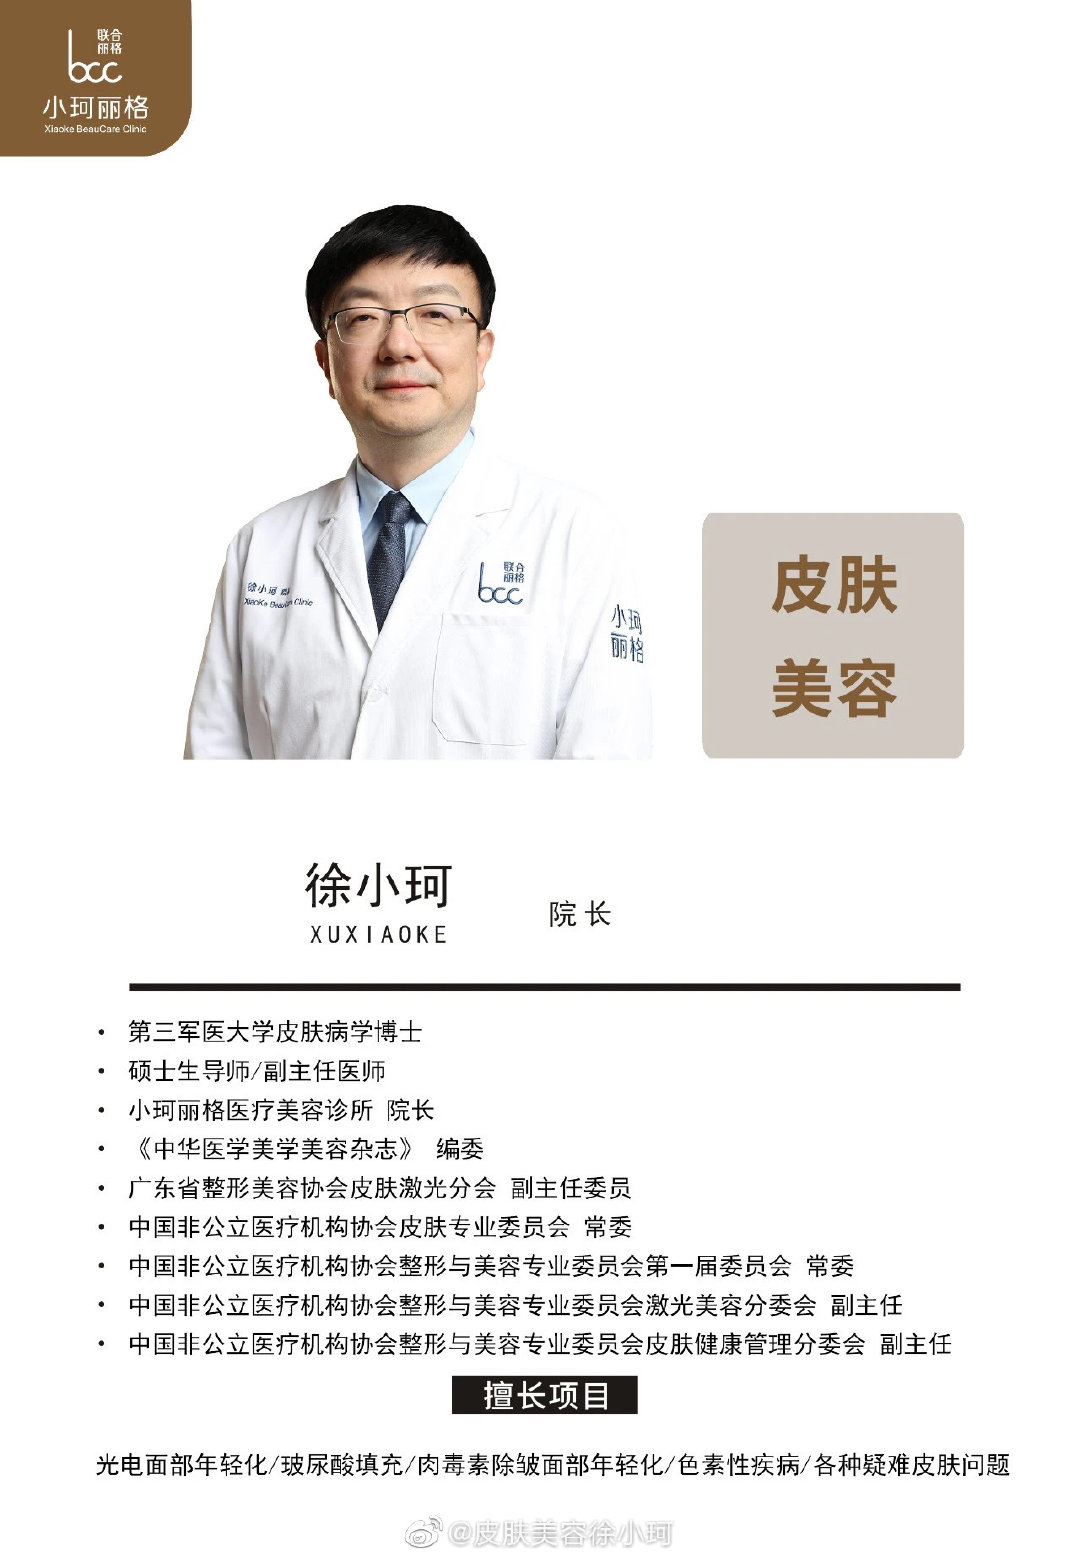 联合
丽格
bcc
小珂丽格
Xiaoke BeauCare Clinic
徐小珂
XiaoKe BeauCare Clinic
联合
丽格
bcc
小珂
丽格
皮肤
美容
徐小珂
XUXIAOKE
院长
• 第三军医大学皮肤病学博士
• 硕士生导师/副主任医师
• 小珂丽格医疗美容诊所 院长
• 《中华医学美学美容杂志》 编委
• 广东省整形美容协会皮肤激光分会 副主任委员
• 中国非公立医疗机构协会皮肤专业委员会 常委
• 中国非公立医疗机构协会整形与美容专业委员会第一届委员会 常委
• 中国非公立医疗机构协会整形与美容专业委员会激光美容分委会 副主任
• 中国非公立医疗机构协会整形与美容专业委员会皮肤健康管理分委会 副主任
擅长项目
光电面部年轻化/玻尿酸填充/肉毒素除皱面部年轻化/色素性疾病/各种疑难皮肤问题
@皮肤美容徐小珂